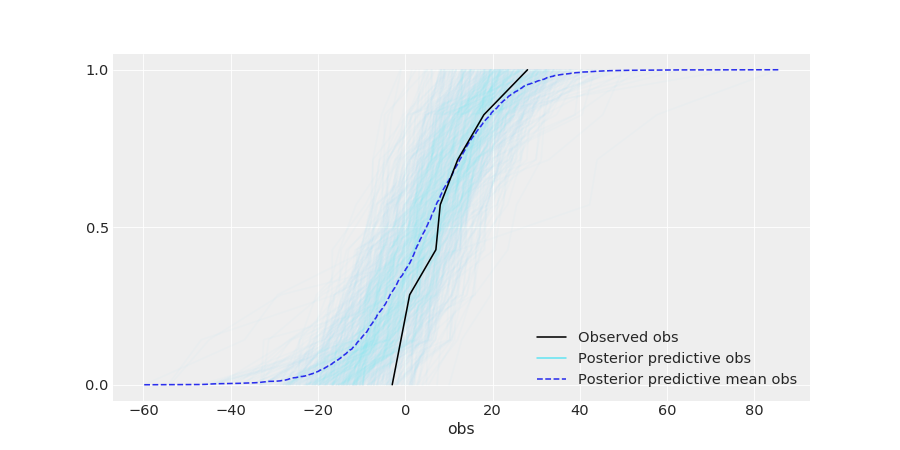 1.0
0.5
0.0
Observed obs
Posterior predictive obs
Posterior predictive mean obs
−60 −40 −20 0 20 40 60 80
obs